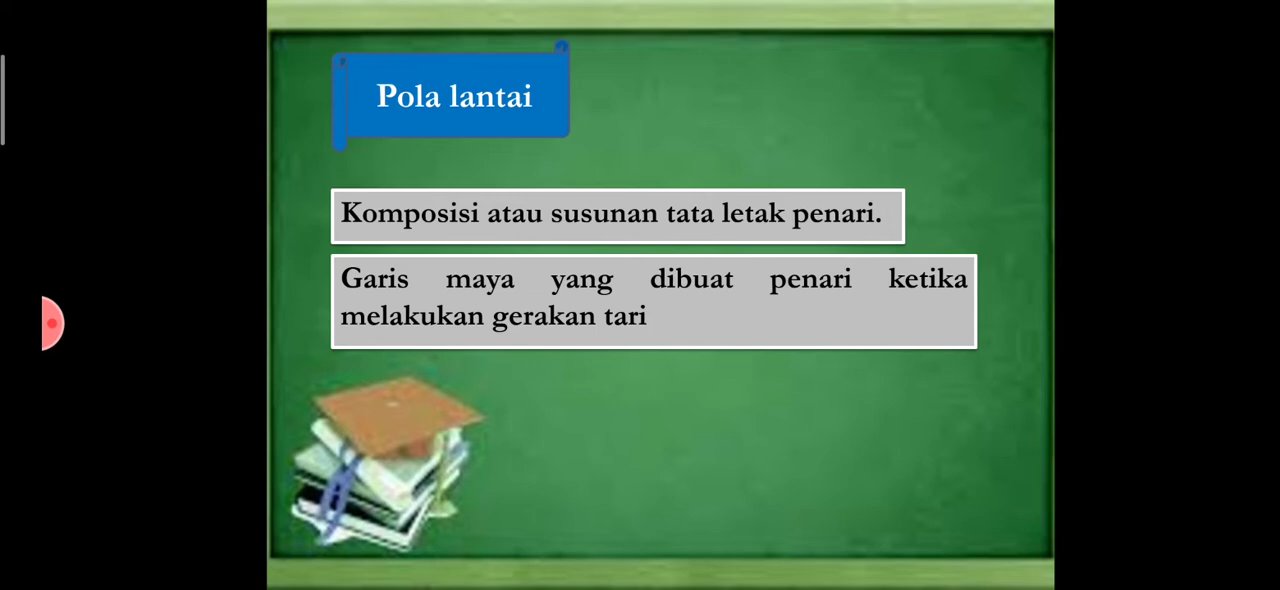 Pola lantai
Komposisi atau susunan tata letak penari.
Garis maya yang dibuat penari ketika
melakukan gerakan tari